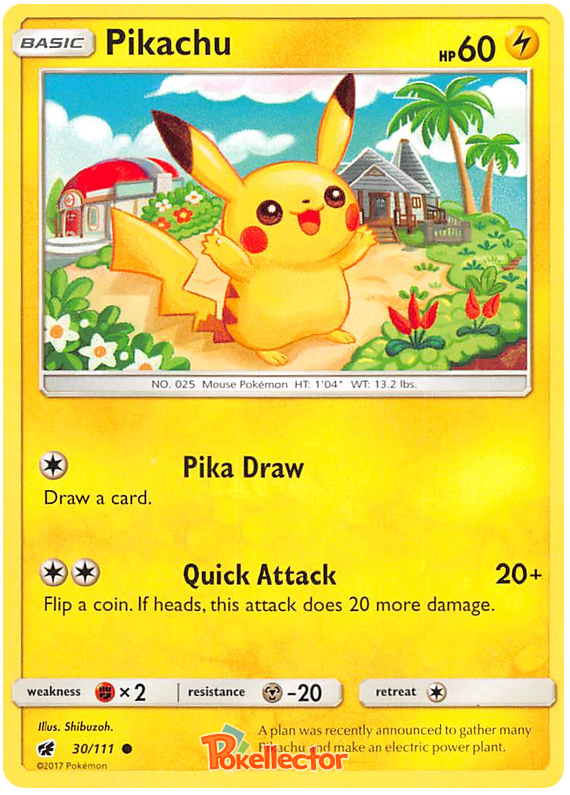 BASIC Pikachu HP60
NO. 025 Mouse Pokémon HT: 1'04" WT: 13.2 lbs.
Pika Draw
Draw a card.
Quick Attack 20+
Flip a coin. If heads, this attack does 20 more damage.
weakness ×2 resistance -20 retreat
Illus. Shibuzoh.
30/111
©2017 Pokémon
A plan was recently announced to gather many
Pikachu and make an electric power plant.
Pokellector